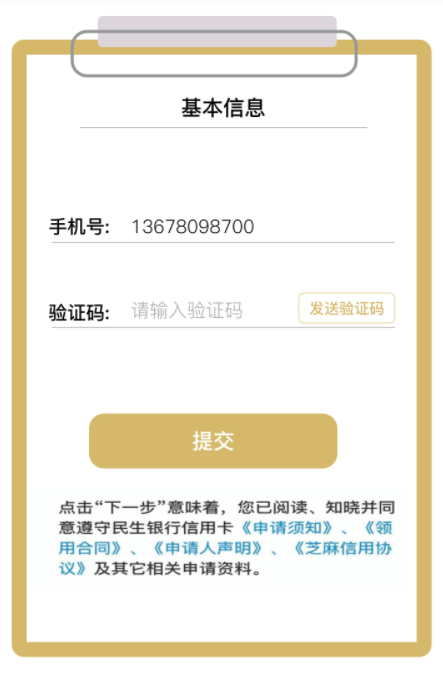 基本信息
手机号: 13678098700
验证码: 请输入验证码 发送验证码
提交
点击“下一步”意味着，您已阅读、知晓并同
意遵守民生银行信用卡《申请须知》、《领
用合同》、《申请人声明》、《芝麻信用协
议》及其它相关申请资料。